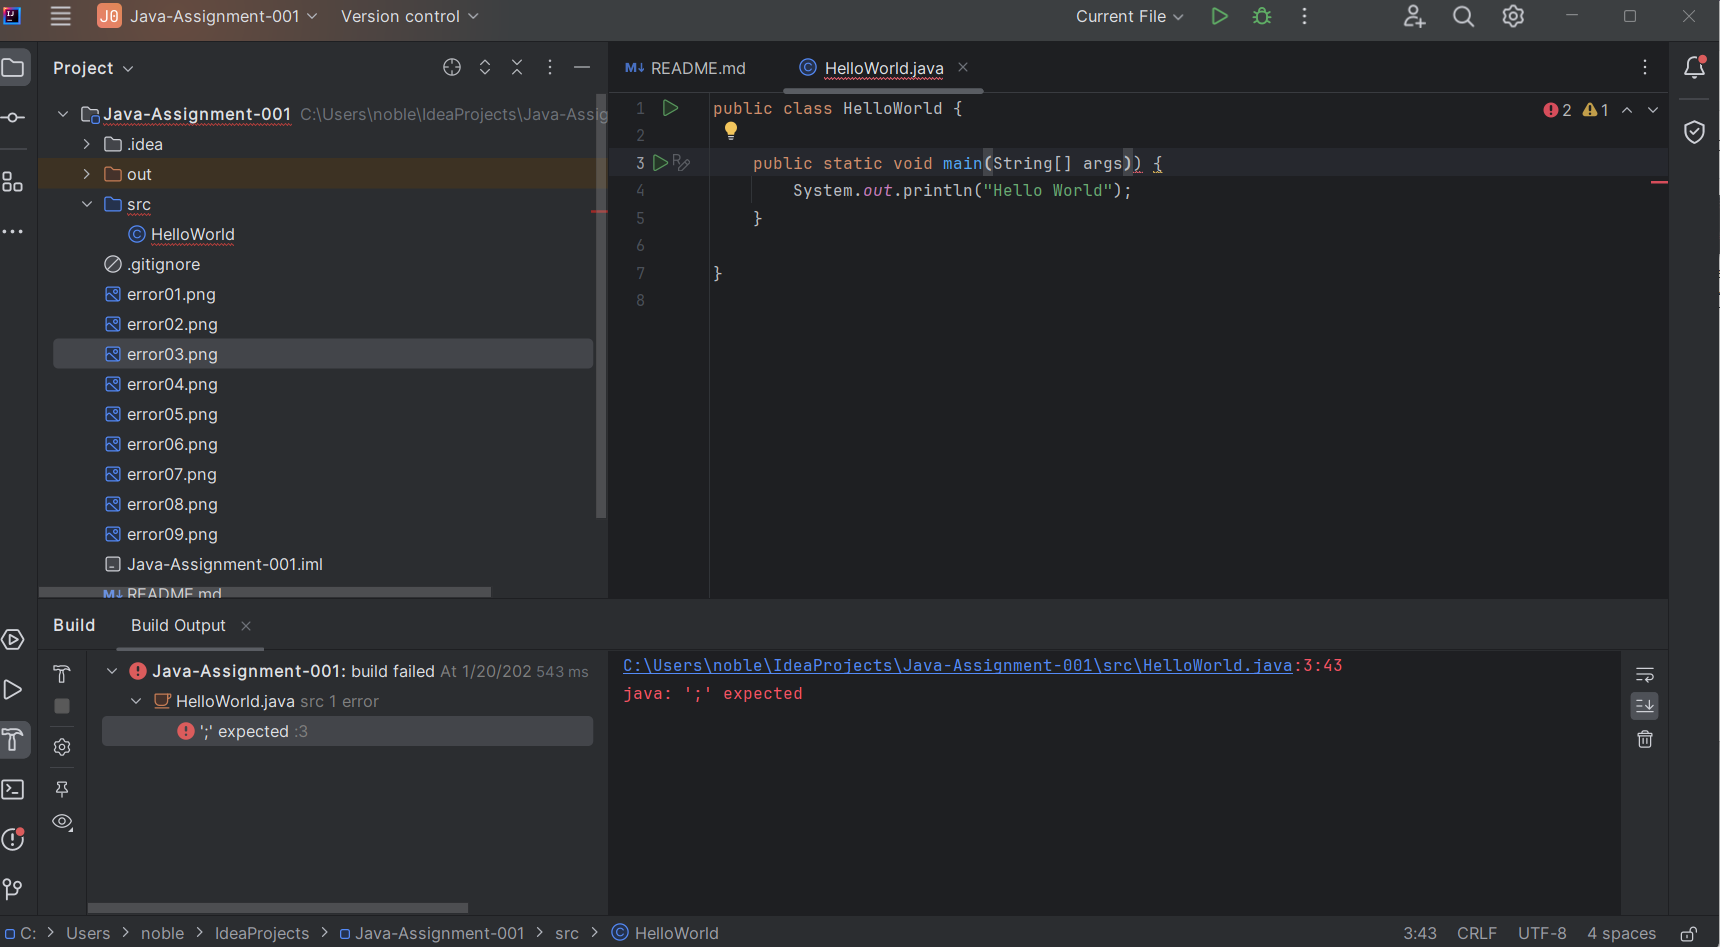 J0 Java-Assignment-001 Version control Current File
Project
Java-Assignment-001 C:\Users\noble\IdeaProjects\Java-Assig
.idea
out
src
HelloWorld
.gitignore
error01.png
error02.png
error03.png
error04.png
error05.png
error06.png
error07.png
error08.png
error09.png
Java-Assignment-001.iml
M↓ README.md
M↓ README.md HelloWorld.java
2 1
1 public class HelloWorld {
2
3 public static void main(String[] args)) {
4 System.out.println("Hello World");
5 }
6
7 }
8
Build Build Output
Java-Assignment-001: build failed At 1/20/202 543 ms
HelloWorld.java src 1 error
';' expected :3
C:\Users\noble\IdeaProjects\Java-Assignment-001\src\HelloWorld.java:3:43
java: ';' expected
C: > Users > noble > IdeaProjects > Java-Assignment-001 > src > HelloWorld
3:43 CRLF UTF-8 4 spaces